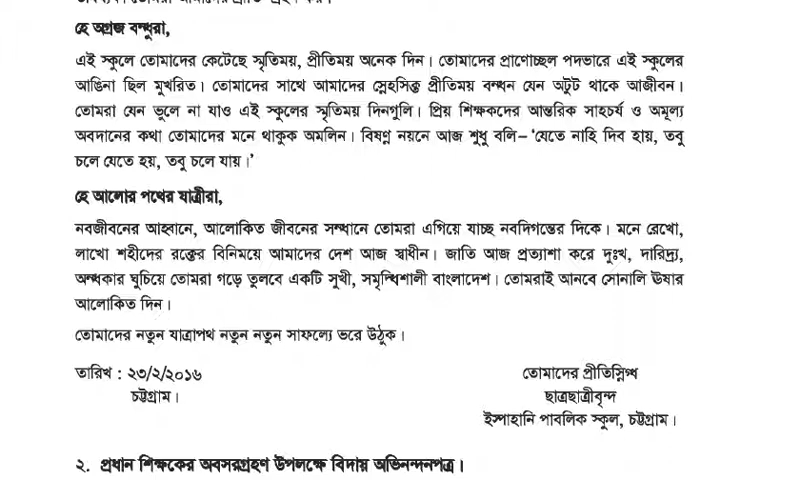 হে অগ্রজ বন্ধুরা,
এই স্কুলে তোমাদের কেটেছে স্মৃতিময়, প্রীতিময় অনেক দিন। তোমাদের প্রাণোচ্ছল পদভারে এই স্কুলের
আঙিনা ছিল মুখরিত। তোমাদের সাথে আমাদের স্নেহসিক্ত প্রীতিময় বন্ধন যেন অটুট থাকে আজীবন।
তোমরা যেন ভুলে না যাও এই স্কুলের স্মৃতিময় দিনগুলি। প্রিয় শিক্ষকদের আন্তরিক সাহচর্য ও অমূল্য
অবদানের কথা তোমাদের মনে থাকুক অমলিন। বিষণ্ণ নয়নে আজ শুধু বলি– ‘যেতে নাহি দিব হায়, তবু
চলে যেতে হয়, তবু চলে যায়।’
হে আলোর পথের যাত্রীরা,
নবজীবনের আহ্বানে, আলোকিত জীবনের সন্ধানে তোমরা এগিয়ে যাচ্ছ নবদিগন্তের দিকে। মনে রেখো,
লাখো শহীদের রক্তের বিনিময়ে আমাদের দেশ আজ স্বাধীন। জাতি আজ প্রত্যাশা করে দুঃখ, দারিদ্র্য,
অন্ধকার ঘুচিয়ে তোমরা গড়ে তুলবে একটি সুখী, সমৃদ্ধিশালী বাংলাদেশ। তোমরাই আনবে সোনালি ঊষার
আলোকিত দিন।
তোমাদের নতুন যাত্রাপথ নতুন নতুন সাফল্যে ভরে উঠুক।
তারিখ : ২৩/২/২০১৬ তোমাদের প্রীতিস্নিগ্ধ
চট্টগ্রাম। ছাত্রছাত্রীবৃন্দ
ইস্পাহানি পাবলিক স্কুল, চট্টগ্রাম।
২. প্রধান শিক্ষকের অবসরগ্রহণ উপলক্ষে বিদায় অভিনন্দনপত্র।